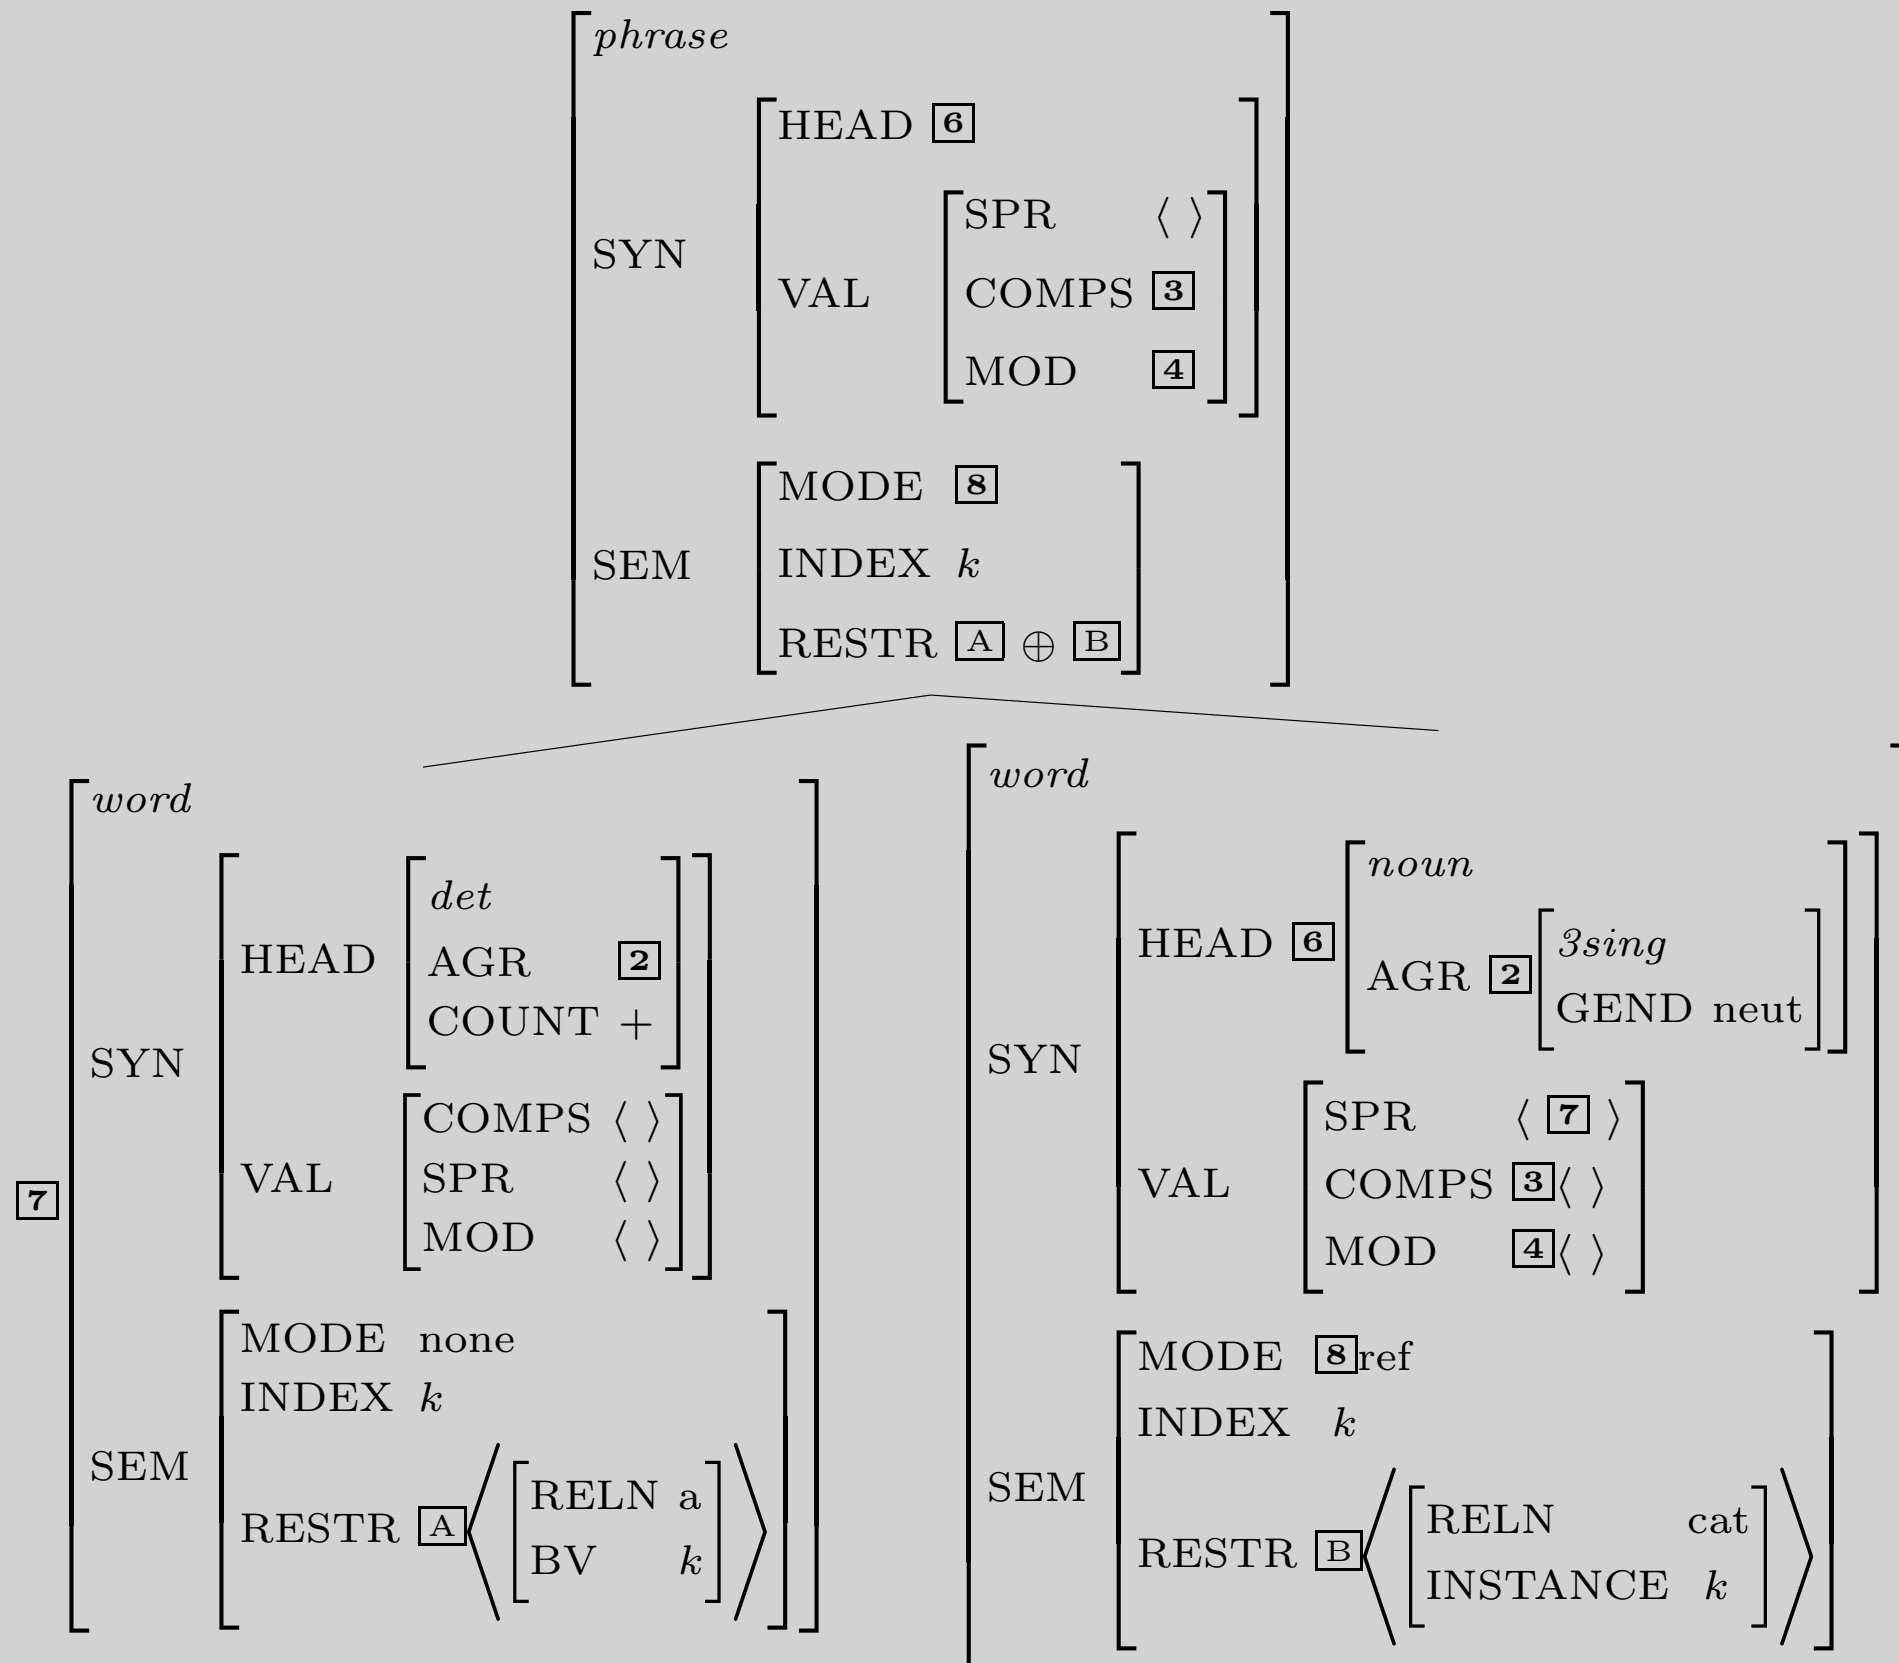 phrase
HEAD 6
SPR ⟨ ⟩
SYN
VAL
COMPS 3
MOD 4
MODE 8
SEM
INDEX k
RESTR A ⊕ B
7
word
det
HEAD
AGR 2
COUNT +
SYN
COMPS ⟨ ⟩
VAL
SPR ⟨ ⟩
MOD ⟨ ⟩
MODE none
INDEX k
SEM
RELN a
RESTR A⟨ ⟩
BV k
word
noun
HEAD 6
3sing
AGR 2
GEND neut
SYN
SPR ⟨ 7 ⟩
VAL
COMPS 3⟨ ⟩
MOD 4⟨ ⟩
MODE 8ref
INDEX k
SEM
RELN cat
RESTR B⟨ ⟩
INSTANCE k